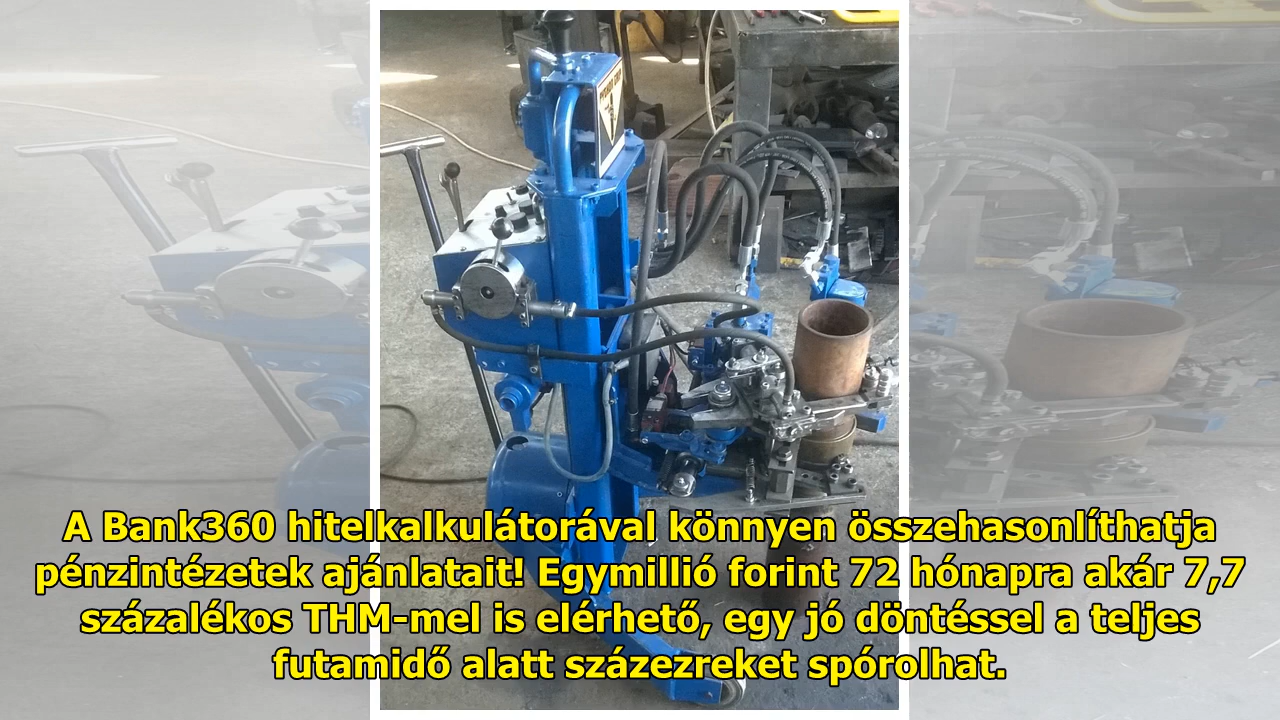 A Bank360 hitelkalkulátorával könnyen összehasonlíthatja
pénzintézetek ajánlatait! Egymillió forint 72 hónapra akár 7,7
százalékos THM-mel is elérhető, egy jó döntéssel a teljes
futamidő alatt százezreket spórolhat.